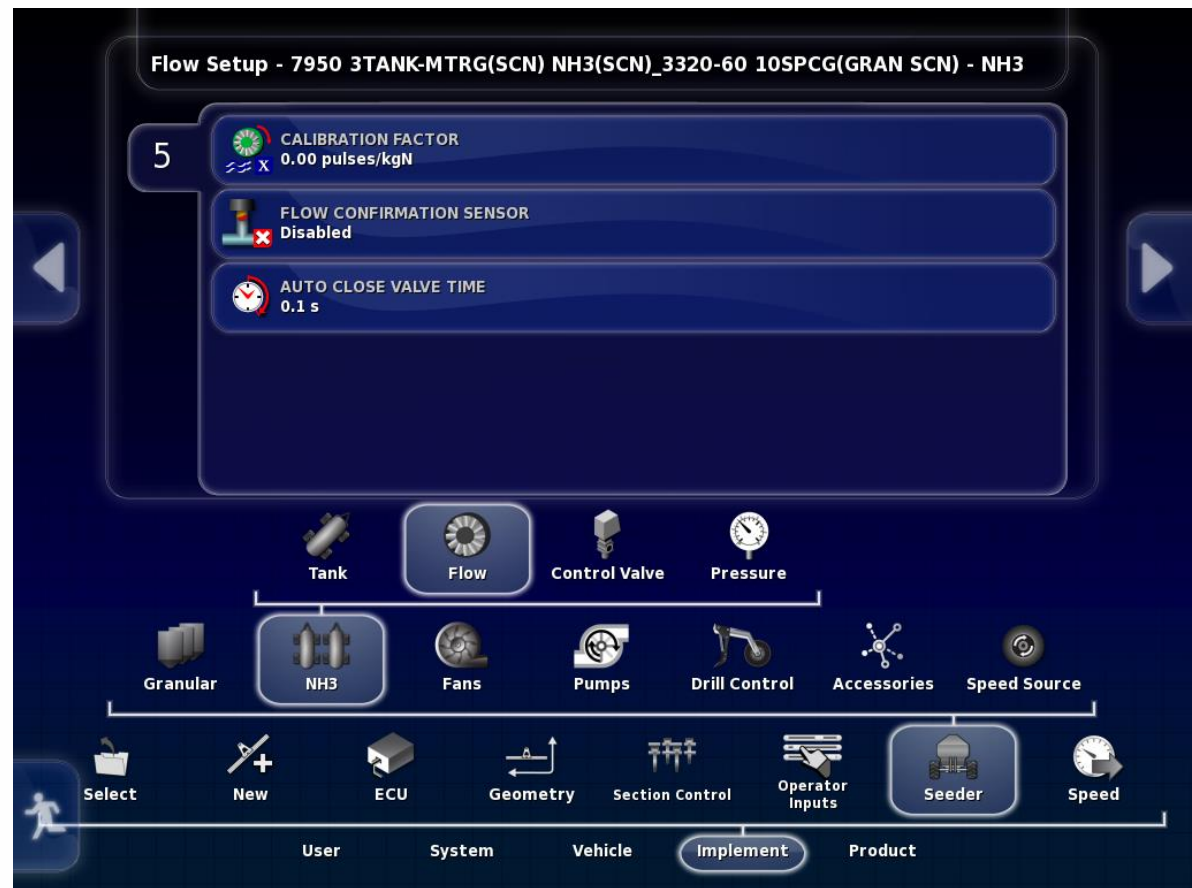 Flow Setup - 7950 3TANK-MTRG(SCN) NH3(SCN)_3320-60 10SPCG(GRAN SCN) - NH3
5
CALIBRATION FACTOR
X 0.00 pulses/kgN
FLOW CONFIRMATION SENSOR
Disabled
AUTO CLOSE VALVE TIME
0.1 s
Tank Flow Control Valve Pressure
Granular NH3 Fans Pumps Drill Control Accessories Speed Source
Select New ECU Geometry Section Control Operator Inputs Seeder Speed
User System Vehicle Implement Product